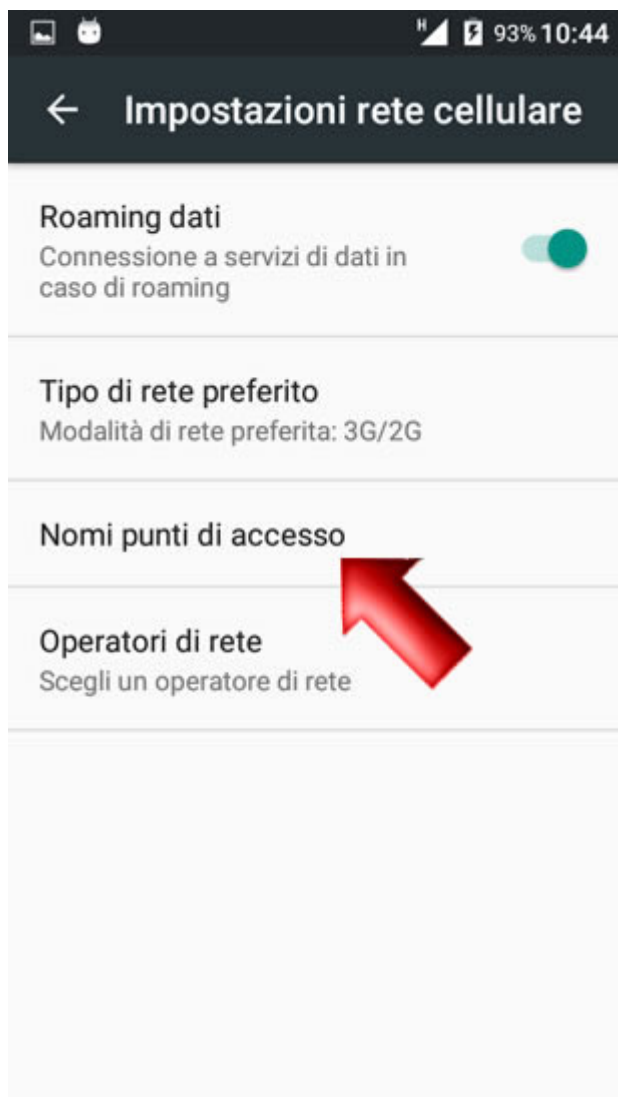 H 93% 10:44
Impostazioni rete cellulare
Roaming dati
Connessione a servizi di dati in
caso di roaming
Tipo di rete preferito
Modalità di rete preferita: 3G/2G
Nomi punti di accesso
Operatori di rete
Scegli un operatore di rete